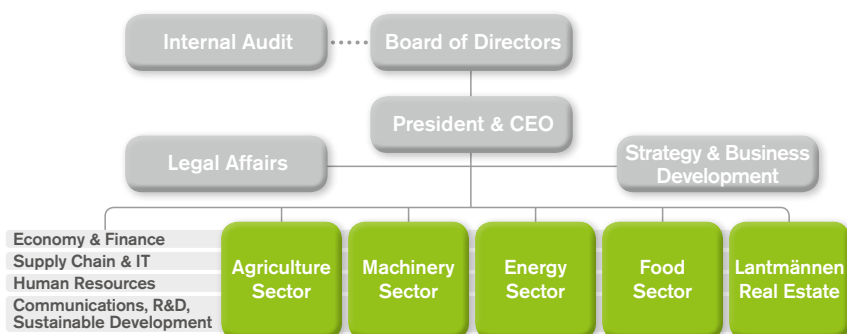 Internal Audit
Board of Directors
President & CEO
Legal Affairs
Strategy & Business
Development
Economy & Finance
Supply Chain & IT
Human Resources
Communications, R&D,
Sustainable Development
Agriculture
Sector
Machinery
Sector
Energy
Sector
Food
Sector
Lantmännen
Real Estate